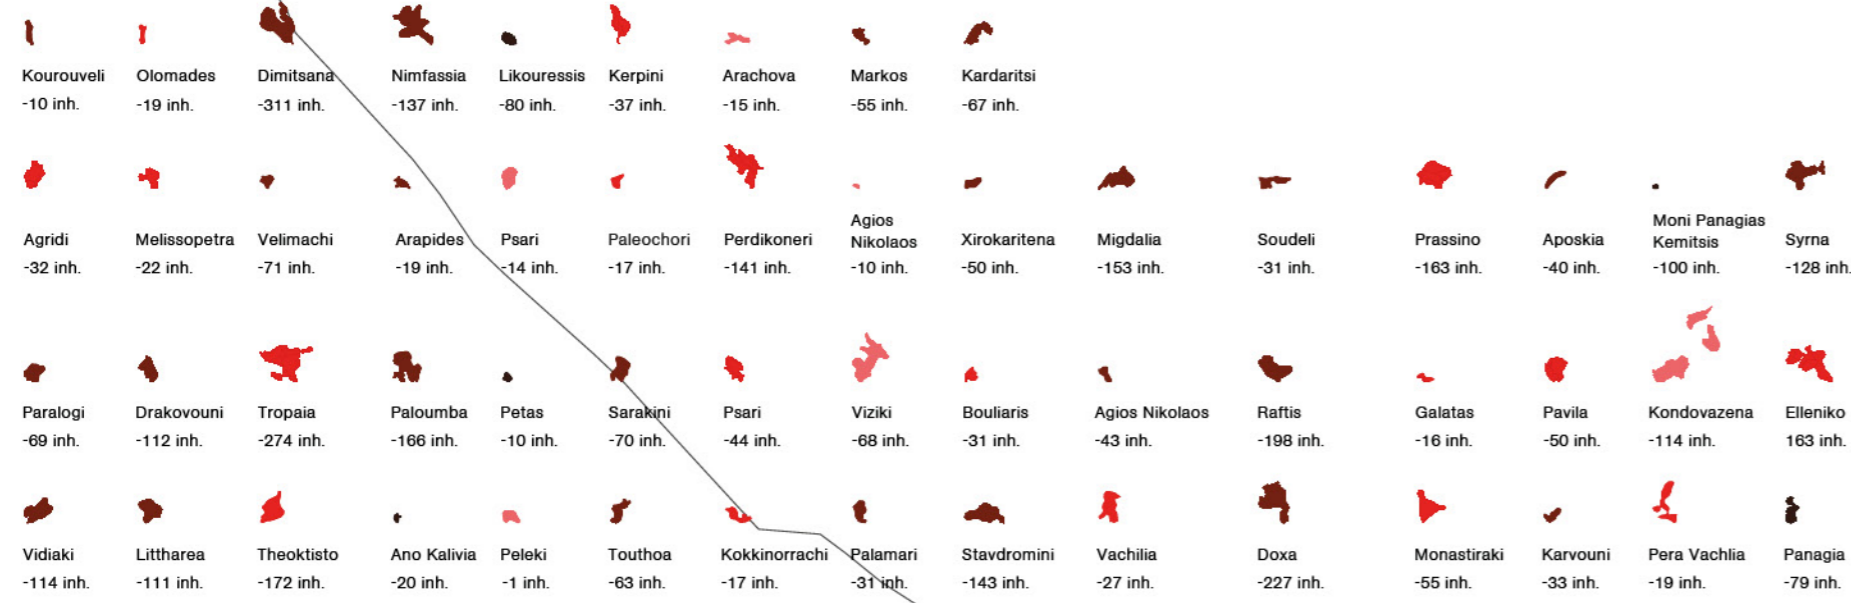 Kourouveli Olomades Dimitsana Nimfassia Likouressis Kerpini Arachova Markos Kardaritsi
-10 inh. -19 inh. -311 inh. -137 inh. -80 inh. -37 inh. -15 inh. -55 inh. -67 inh.
Agios Moni Panagias
Agridi Melissopetra Velimachi Arapides Psari Paleochori Perdikoneri Nikolaos Xirokaritena Migdalia Soudeli Prassino Aposkia Kemitsis Syrna
-32 inh. -22 inh. -71 inh. -19 inh. -14 inh. -17 inh. -141 inh. -10 inh. -50 inh. -153 inh. -31 inh. -163 inh. -40 inh. -100 inh. -128 inh.
Paralogi Drakovouni Tropaia Paloumba Petas Sarakini Psari Viziki Bouliaris Agios Nikolaos Raftis Galatas Pavila Kondovazena Elleniko
-69 inh. -112 inh. -274 inh. -166 inh. -10 inh. -70 inh. -44 inh. -68 inh. -31 inh. -43 inh. -198 inh. -16 inh. -50 inh. -114 inh. 163 inh.
Vidiaki Littharea Theoktisto Ano Kalivia Peleki Touthoa Kokkinorrachi Palamari Stavdromini Vachilia Doxa Monastiraki Karvouni Pera Vachlia Panagia
-114 inh. -111 inh. -172 inh. -20 inh. -1 inh. -63 inh. -17 inh. -31 inh. -143 inh. -27 inh. -227 inh. -55 inh. -33 inh. -19 inh. -79 inh.